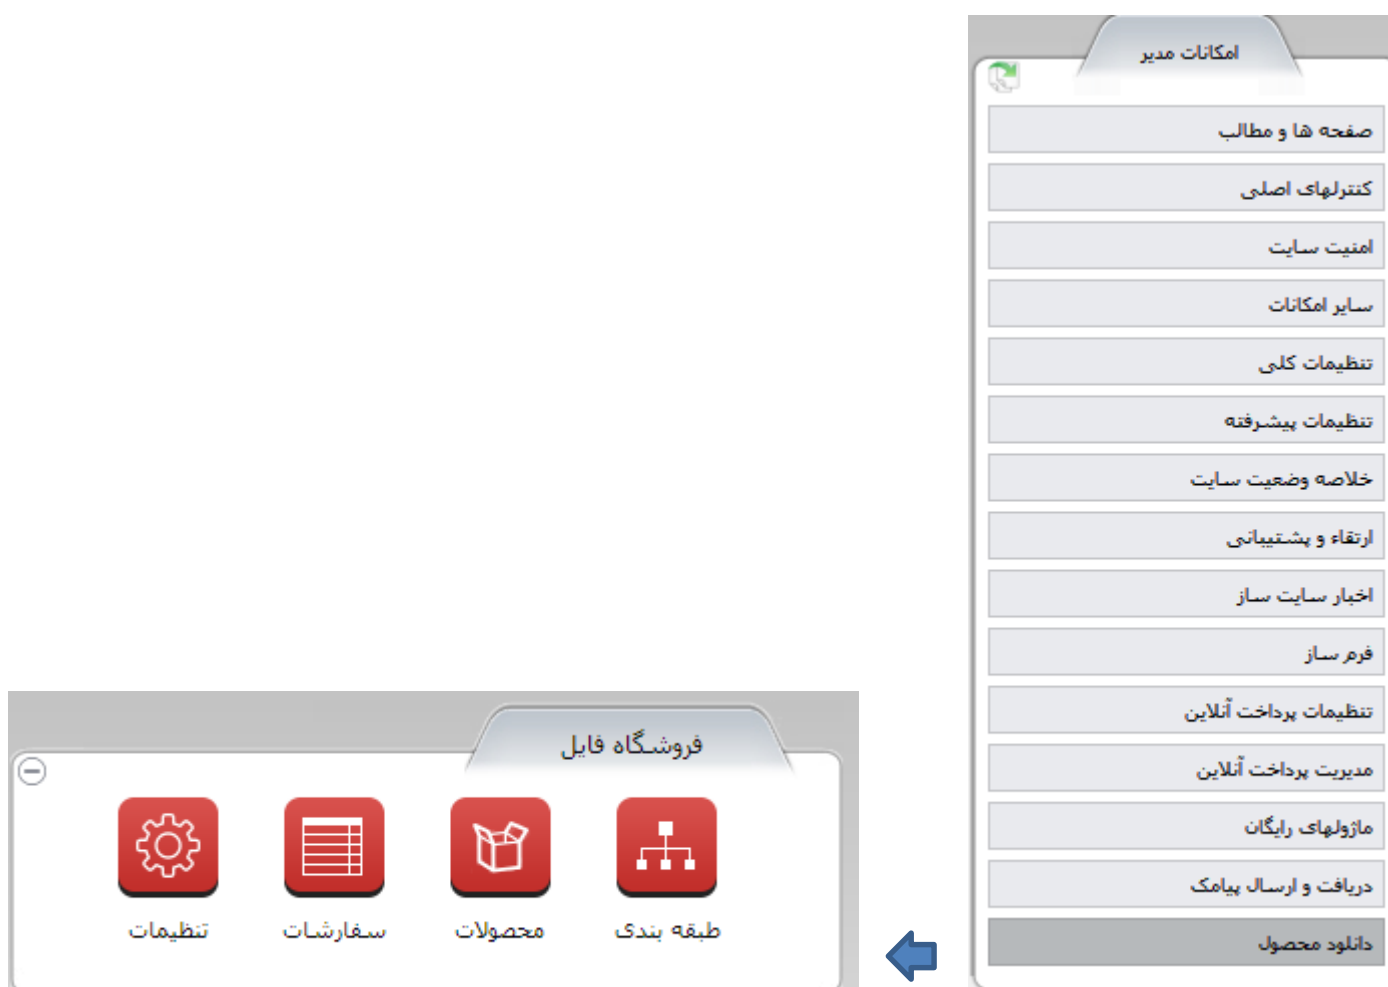 امکانات مدیر
صفحه ها و مطالب
کنترلهای اصلی
امنیت سایت
سایر امکانات
تنظیمات کلی
تنظیمات پیشرفته
خلاصه وضعیت سایت
ارتقاء و پشتیبانی
اخبار سایت ساز
فرم ساز
تنظیمات پرداخت آنلاین
مدیریت پرداخت آنلاین
ماژولهای رایگان
دریافت و ارسال پیامک
دانلود محصول
فروشگاه فایل
طبقه بندی
محصولات
سفارشات
تنظیمات